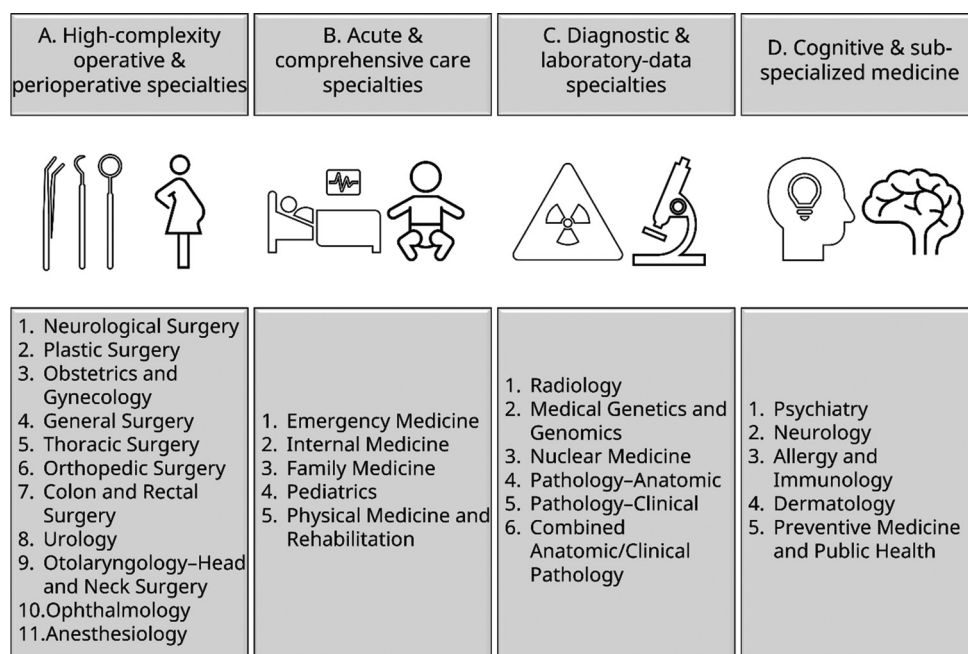 A. High-complexity
operative &
perioperative specialties
B. Acute &
comprehensive care
specialties
C. Diagnostic &
laboratory-data
specialties
D. Cognitive & sub-
specialized medicine
1. Neurological Surgery
2. Plastic Surgery
3. Obstetrics and
Gynecology
4. General Surgery
5. Thoracic Surgery
6. Orthopedic Surgery
7. Colon and Rectal
Surgery
8. Urology
9. Otolaryngology–Head
and Neck Surgery
10.Ophthalmology
11.Anesthesiology
1. Emergency Medicine
2. Internal Medicine
3. Family Medicine
4. Pediatrics
5. Physical Medicine and
Rehabilitation
1. Radiology
2. Medical Genetics and
Genomics
3. Nuclear Medicine
4. Pathology–Anatomic
5. Pathology–Clinical
6. Combined
Anatomic/Clinical
Pathology
1. Psychiatry
2. Neurology
3. Allergy and
Immunology
4. Dermatology
5. Preventive Medicine
and Public Health